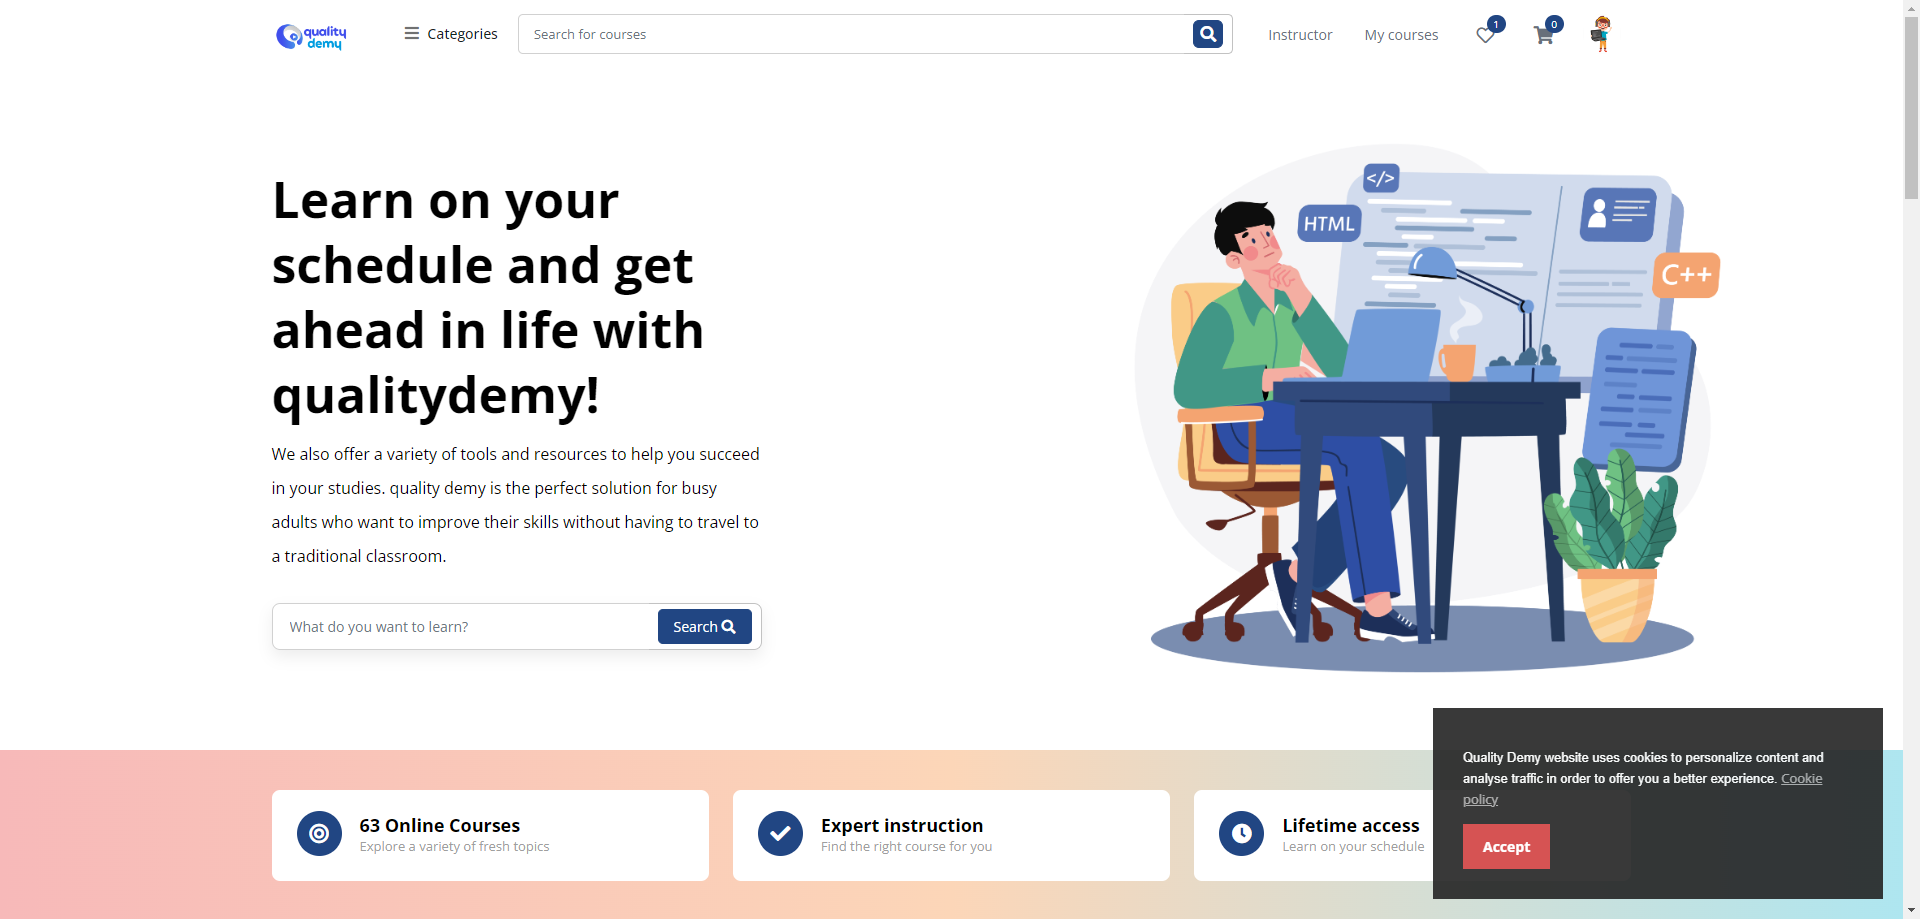 quality
demy
Categories
Search for courses
Instructor
My courses
1
0
Learn on your
schedule and get
ahead in life with
qualitydemy!
We also offer a variety of tools and resources to help you succeed
in your studies. quality demy is the perfect solution for busy
adults who want to improve their skills without having to travel to
a traditional classroom.
What do you want to learn?
Search
</>
HTML
C++
63 Online Courses
Explore a variety of fresh topics
Expert instruction
Find the right course for you
Lifetime access
Learn on your schedule
Quality Demy website uses cookies to personalize content and
analyse traffic in order to offer you a better experience. Cookie
policy
Accept